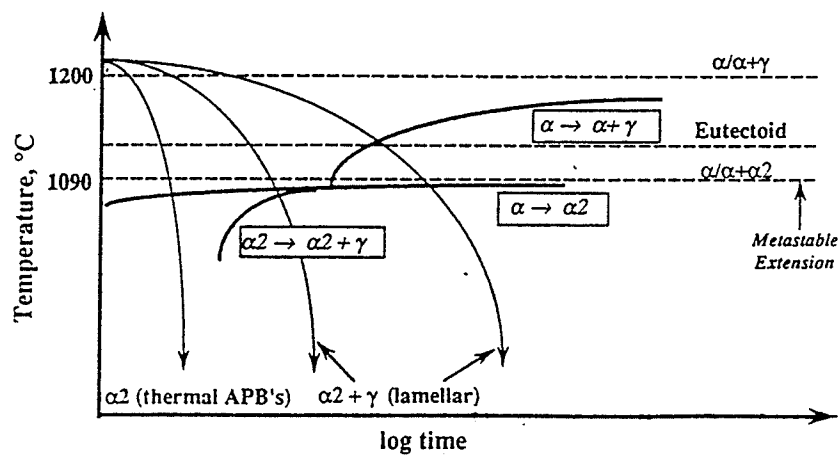 α/α+γ
1200
α → α+γ
Eutectoid
1090
α/α+α2
α → α2
α2 → α2 + γ
Metastable
Extension
Temperature, °C
α2 (thermal APB's)
α2 + γ (lamellar)
log time